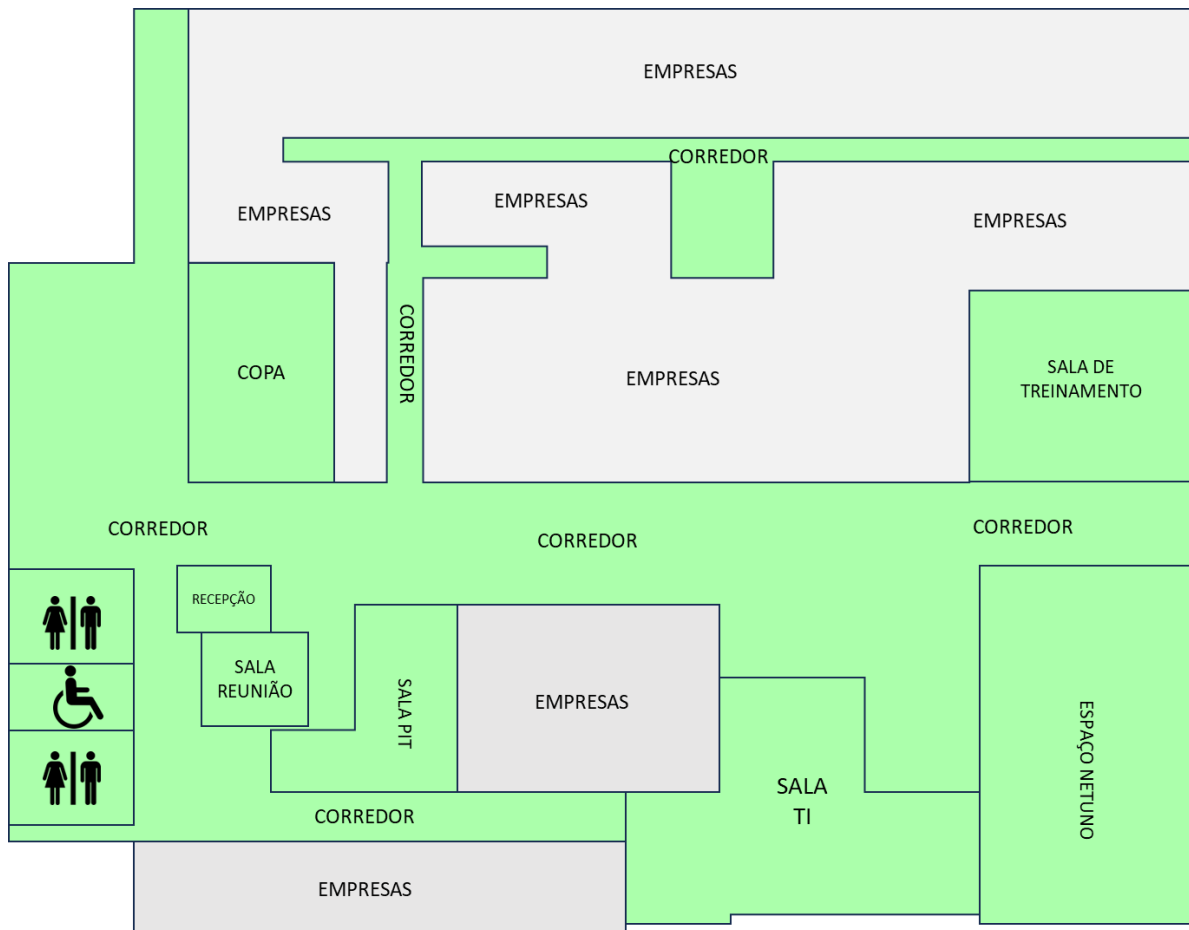 EMPRESAS
CORREDOR
EMPRESAS
EMPRESAS
EMPRESAS
CORREDOR
COPA
EMPRESAS
SALA DE
TREINAMENTO
CORREDOR
CORREDOR
CORREDOR
RECEPÇÃO
SALA
REUNIÃO
SALA PIT
EMPRESAS
ESPAÇO NETUNO
SALA
TI
CORREDOR
EMPRESAS